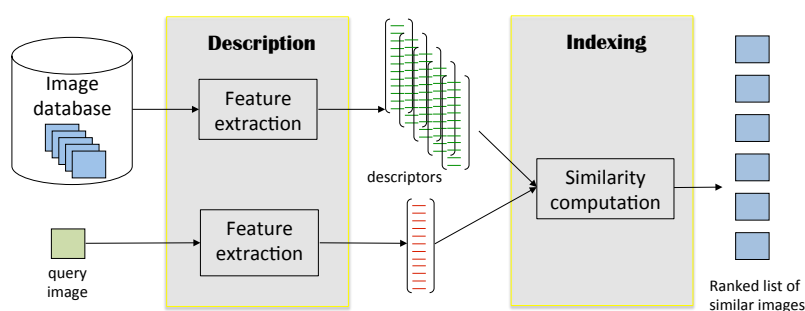 Description
Indexing
Image
database
Feature
extraction
descriptors
Similarity
computation
query
image
Feature
extraction
Ranked list of
similar images